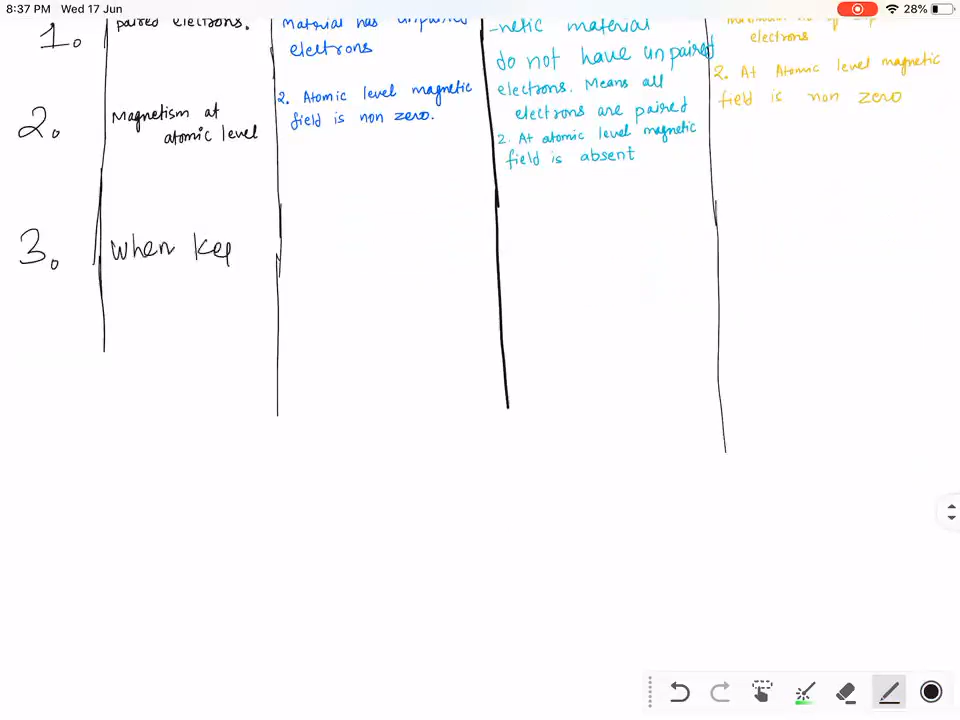 8:37 PM Wed 17 Jun
28%
1.
paired electrons.
Material has unpaired
electrons
-netic material
do not have unpaired
electrons. Means all
electrons are paired
electrons
2.
Magnetism at
atomic level
2. Atomic level magnetic
field is non zero.
2. At atomic level magnetic
field is absent
2. At Atomic level magnetic
field is non zero
3.
when kep